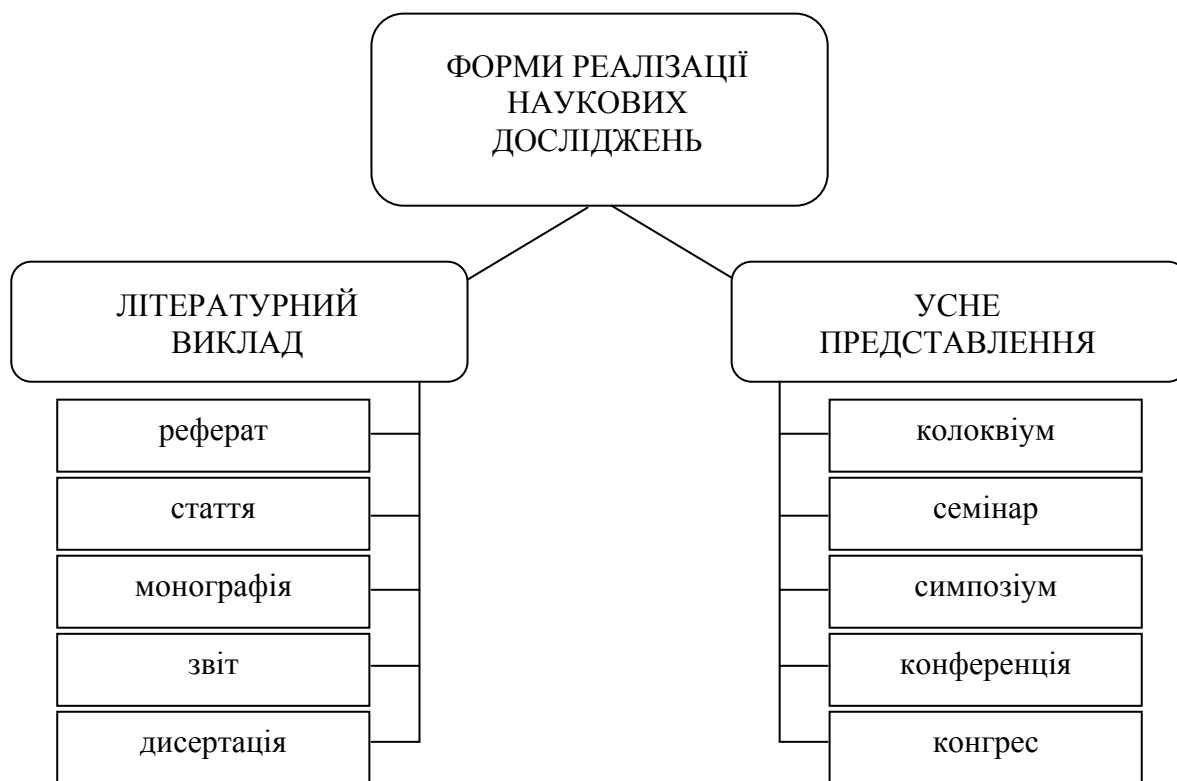 ФОРМИ РЕАЛІЗАЦІЇ
НАУКОВИХ
ДОСЛІДЖЕНЬ
ЛІТЕРАТУРНИЙ
ВИКЛАД
реферат
стаття
монографія
звіт
дисертація
УСНЕ
ПРЕДСТАВЛЕННЯ
колоквіум
семінар
симпозіум
конференція
конгрес